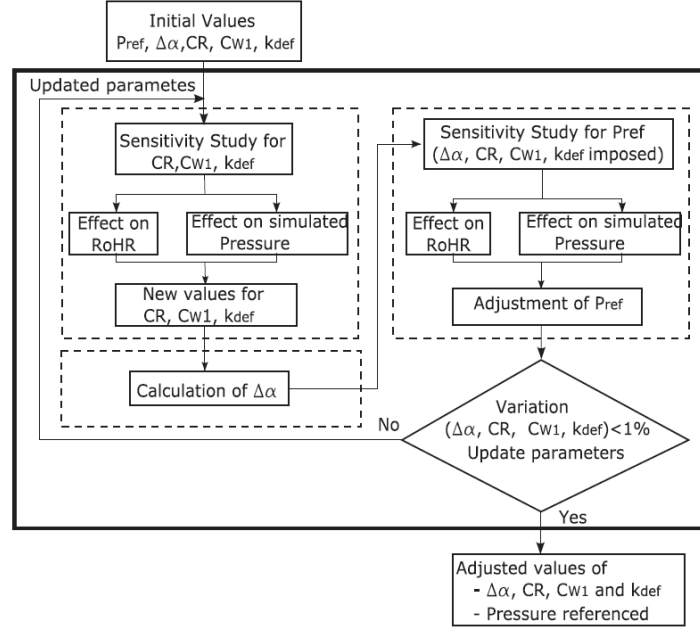 Initial Values
Pref, Δα,CR, CW1, kdef
Updated parametes
Sensitivity Study for
CR,CW1, kdef
Effect on
RoHR
Effect on simulated
Pressure
New values for
CR, CW1, kdef
Calculation of Δα
Sensitivity Study for Pref
(Δα, CR, CW1, kdef imposed)
Effect on
RoHR
Effect on simulated
Pressure
Adjustment of Pref
Variation
(Δα, CR, CW1, kdef)<1%
Update parameters
No
Yes
Adjusted values of
- Δα, CR, CW1 and kdef
- Pressure referenced